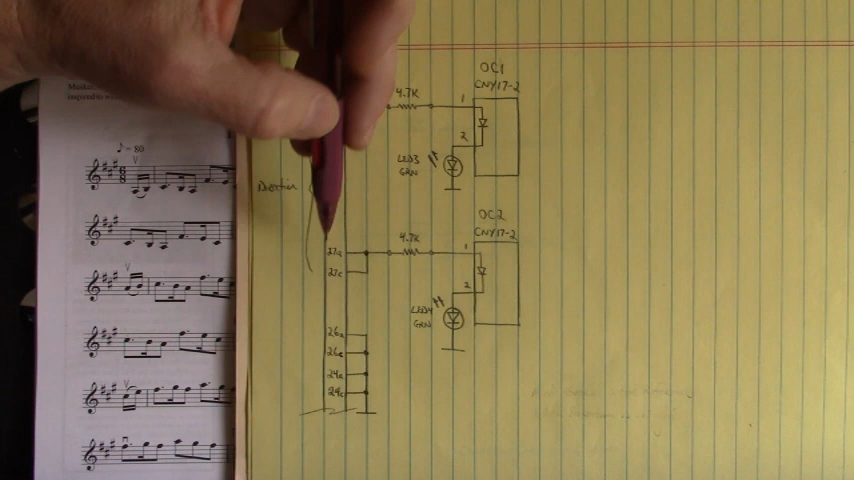 ♪ = 80
OC1
CNY17-2
4.7K
1
2
LED3
GRN
OC2
CNY17-2
4.7K
1
27a
27c
2
LED4
GRN
26a
26c
24a
24c